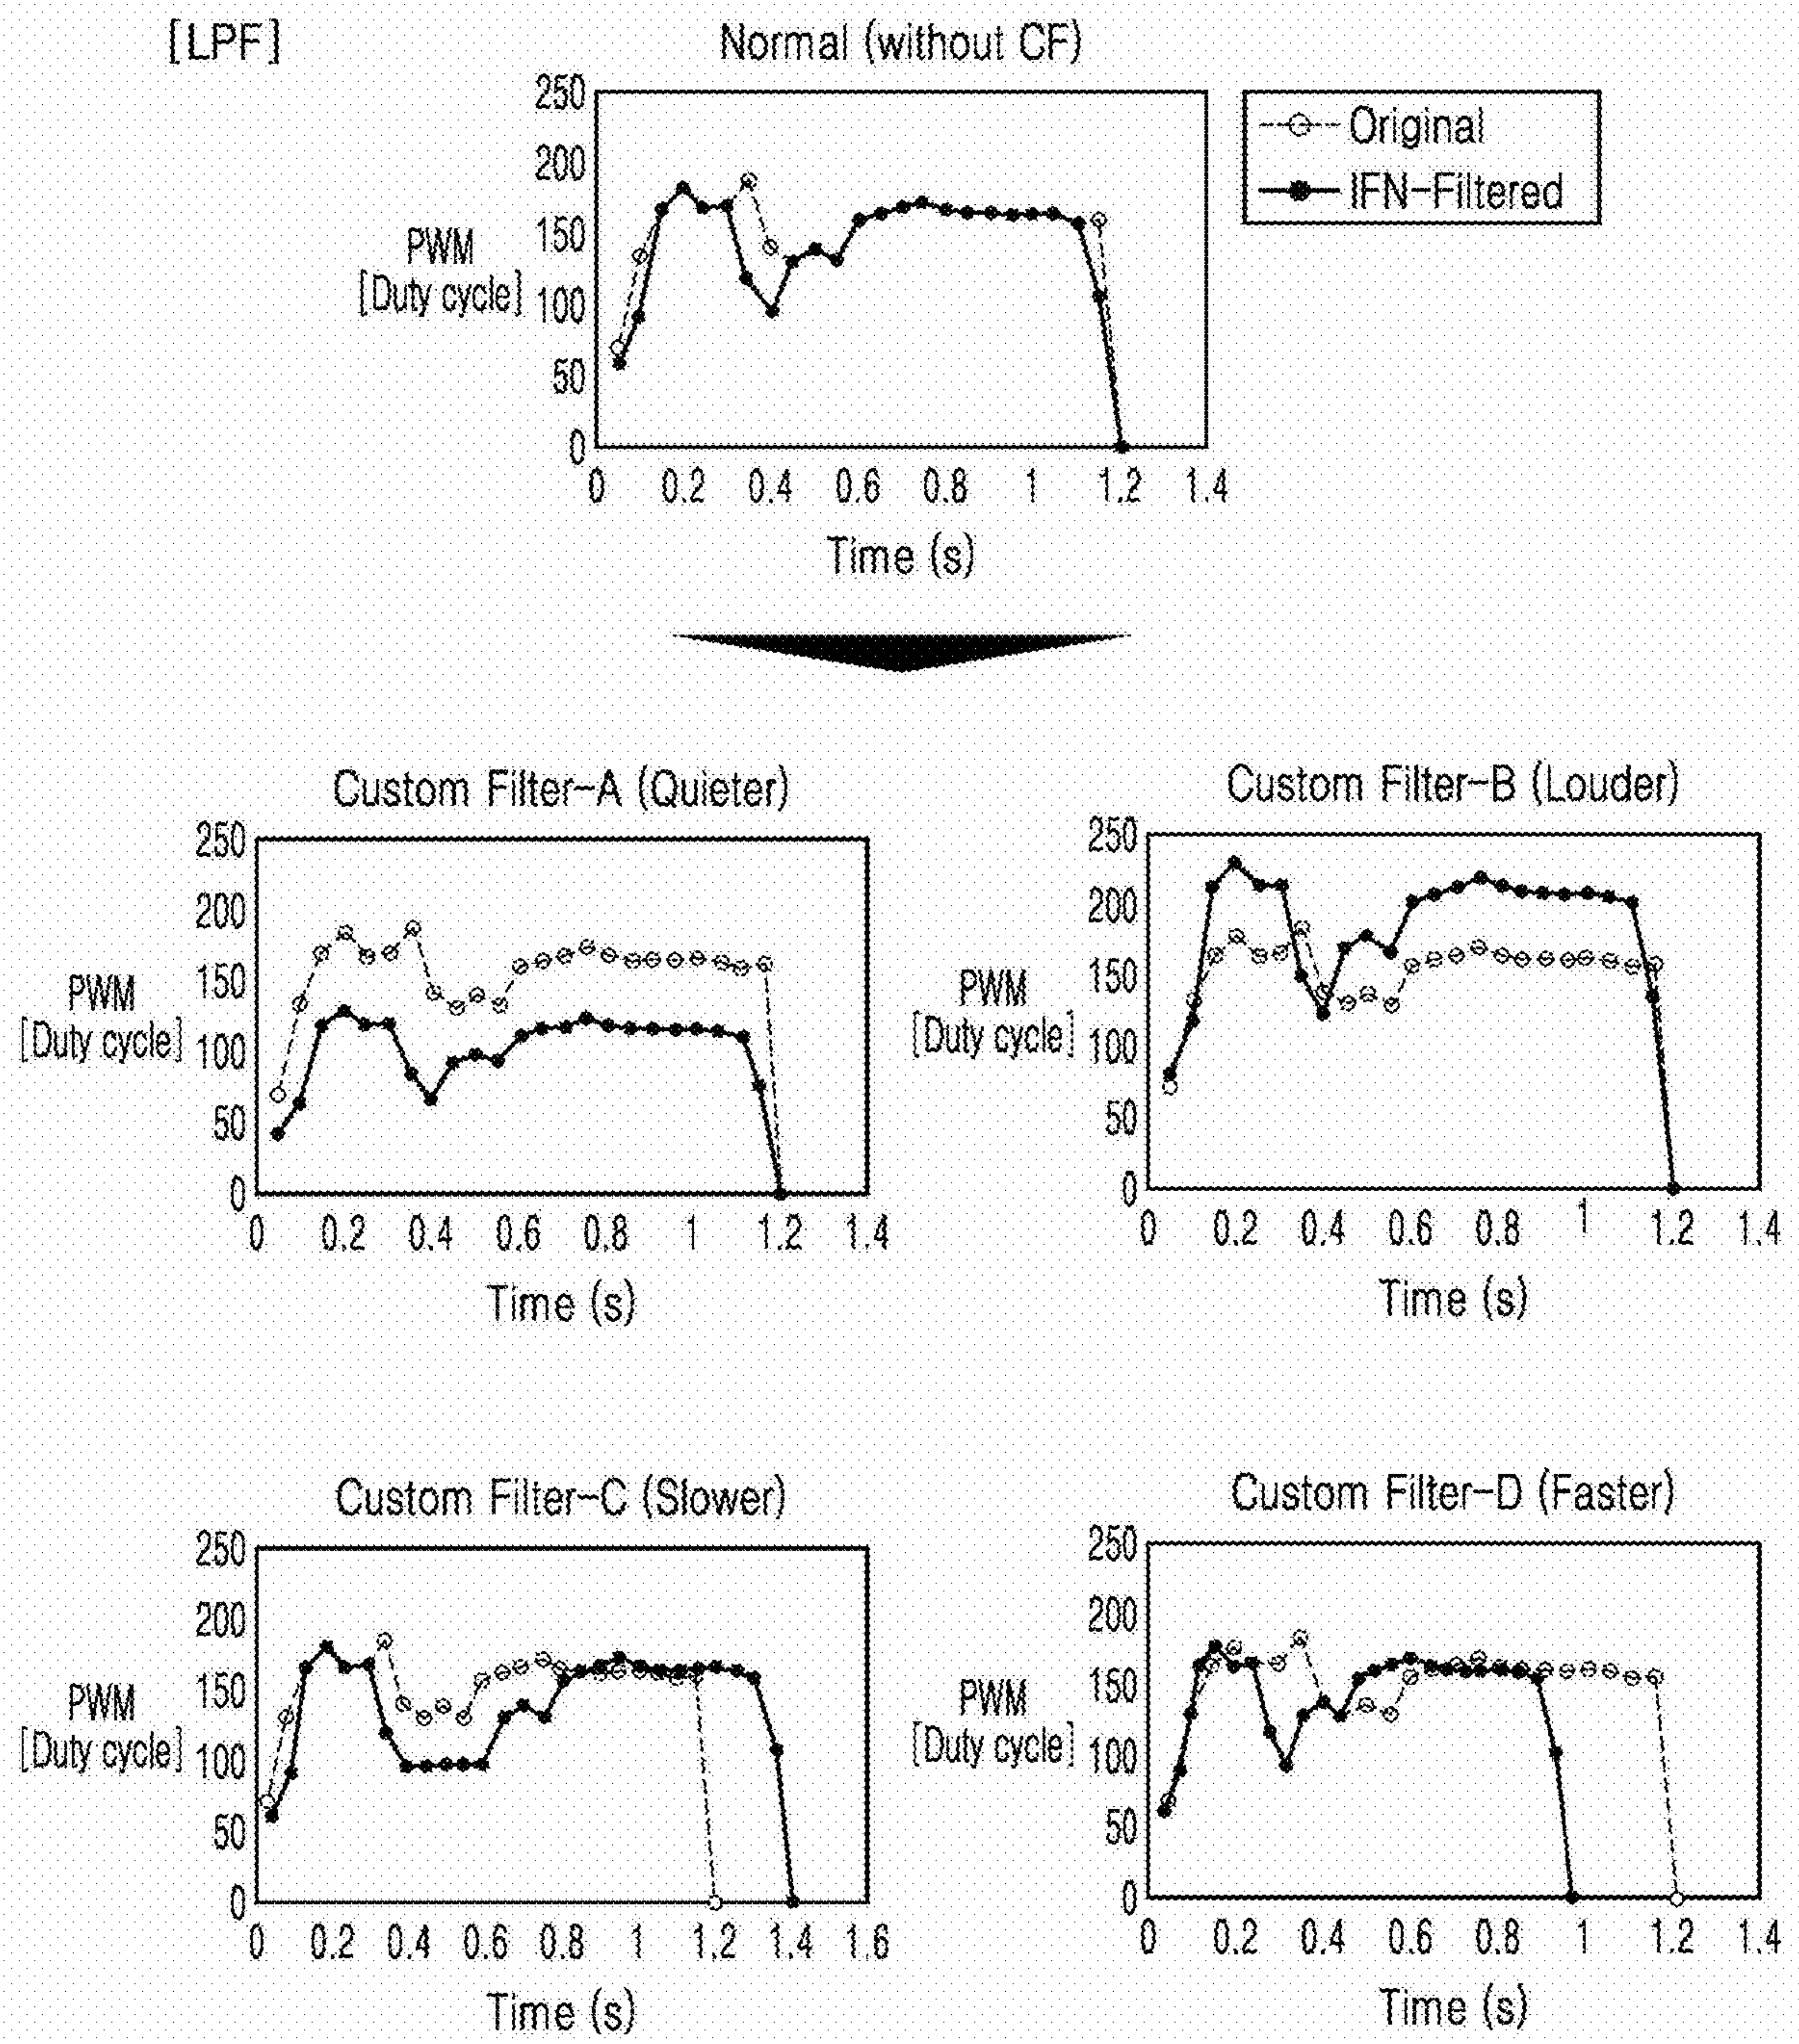 [LPF]
Normal (without CF)
250
200
150
100
50
0
PWM
[Duty cycle]
0 0.2 0.4 0.6 0.8 1 1.2 1.4
Time (s)
Original
IFN-Filtered
Custom Filter-A (Quieter)
250
200
150
100
50
0
PWM
[Duty cycle]
0 0.2 0.4 0.6 0.8 1 1.2 1.4
Time (s)
Custom Filter-B (Louder)
250
200
150
100
50
0
PWM
[Duty cycle]
0 0.2 0.4 0.6 0.8 1 1.2 1.4
Time (s)
Custom Filter-C (Slower)
250
200
150
100
50
0
PWM
[Duty cycle]
0 0.2 0.4 0.6 0.8 1 1.2 1.4 1.6
Time (s)
Custom Filter-D (Faster)
250
200
150
100
50
0
PWM
[Duty cycle]
0 0.2 0.4 0.6 0.8 1 1.2 1.4
Time (s)